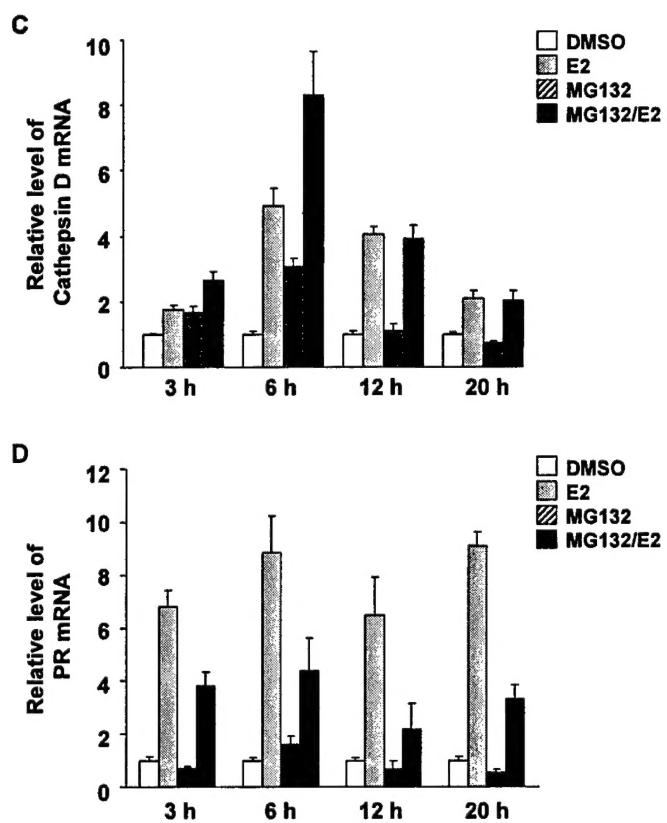 C
Relative level of
Cathepsin D mRNA
10
8
6
4
2
0
3 h 6 h 12 h 20 h
DMSO
E2
MG132
MG132/E2
D
Relative level of
PR mRNA
12
10
8
6
4
2
0
3 h 6 h 12 h 20 h
DMSO
E2
MG132
MG132/E2